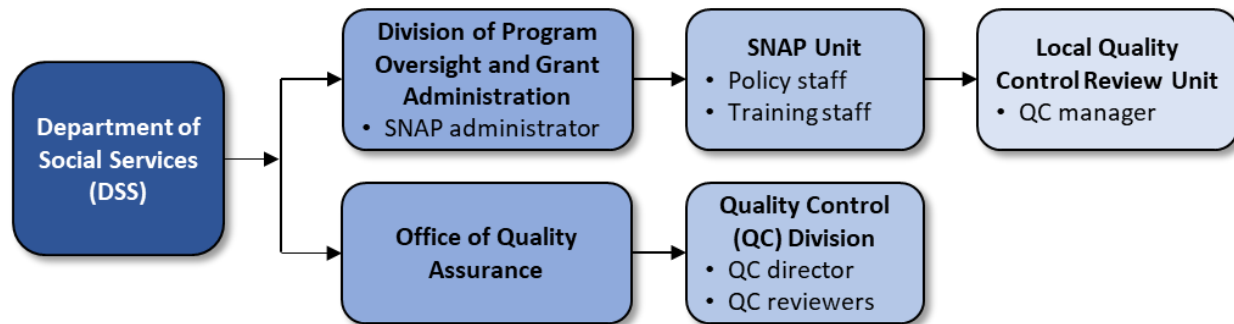 Department of
Social Services
(DSS)
Division of Program
Oversight and Grant
Administration
• SNAP administrator
SNAP Unit
• Policy staff
• Training staff
Local Quality
Control Review Unit
• QC manager
Office of Quality
Assurance
Quality Control
(QC) Division
• QC director
• QC reviewers